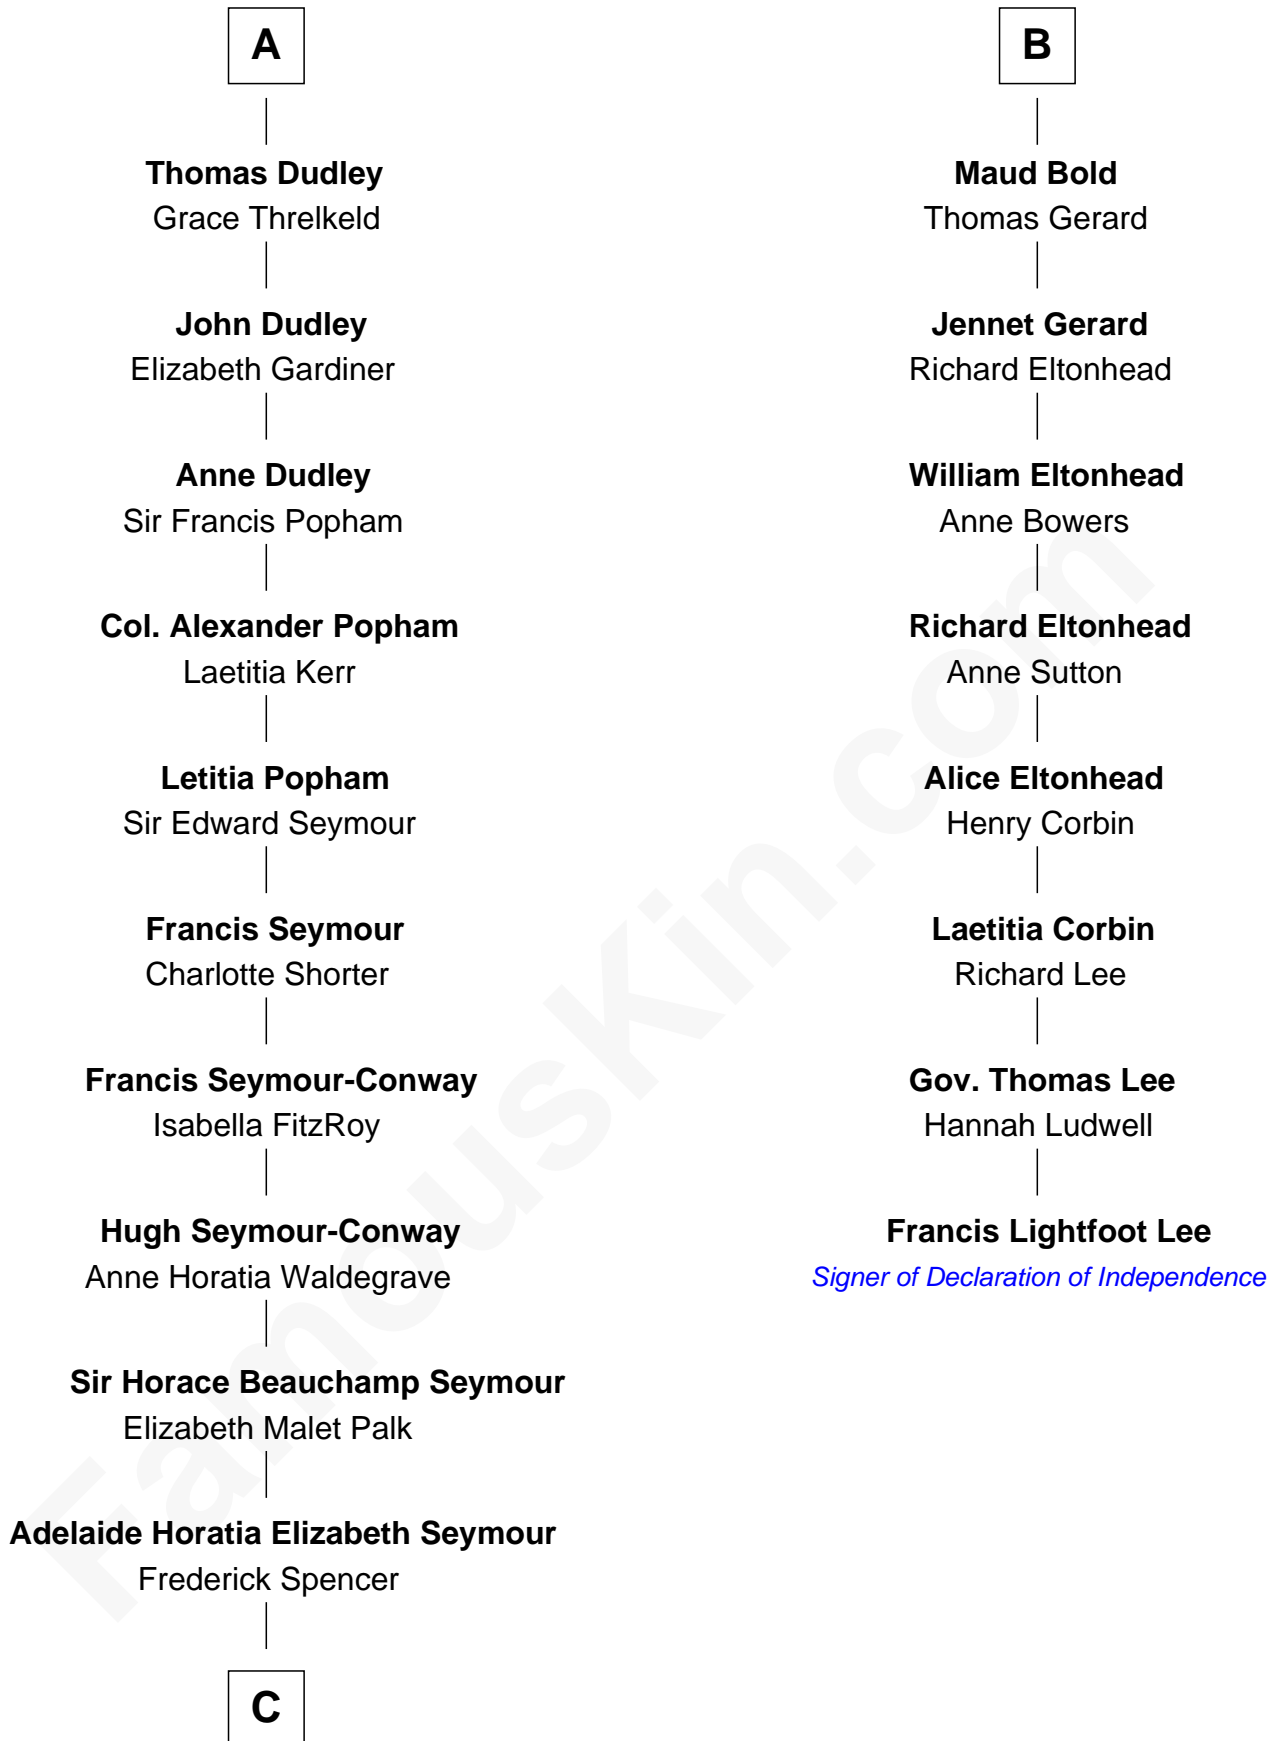 A
Thomas Dudley
Grace Threlkeld
John Dudley
Elizabeth Gardiner
Anne Dudley
Sir Francis Popham
Col. Alexander Popham
Laetitia Kerr
Letitia Popham
Sir Edward Seymour
Francis Seymour
Charlotte Shorter
Francis Seymour-Conway
Isabella FitzRoy
Hugh Seymour-Conway
Anne Horatia Waldegrave
Sir Horace Beauchamp Seymour
Elizabeth Malet Palk
Adelaide Horatia Elizabeth Seymour
Frederick Spencer
C
B
Maud Bold
Thomas Gerard
Jennet Gerard
Richard Eltonhead
William Eltonhead
Anne Bowers
Richard Eltonhead
Anne Sutton
Alice Eltonhead
Henry Corbin
Laetitia Corbin
Richard Lee
Gov. Thomas Lee
Hannah Ludwell
Francis Lightfoot Lee
Signer of Declaration of Independence
FamousKin.com